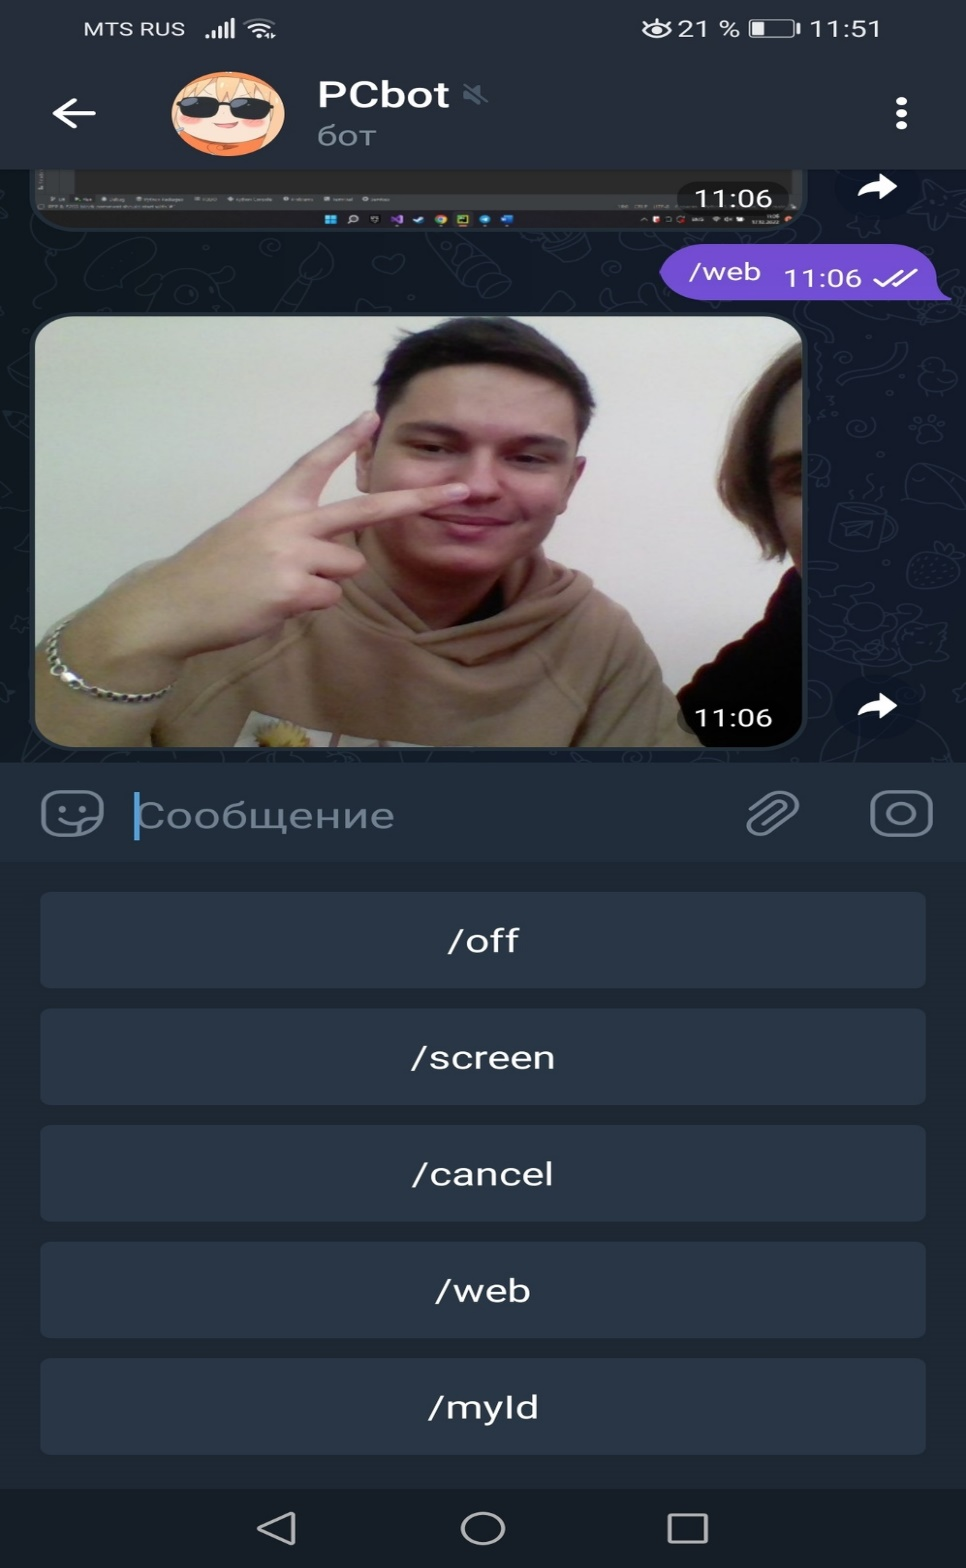 MTS RUS 21 % 11:51
PCbot
бот
11:06
/web 11:06
11:06
Сообщение
/off
/screen
/cancel
/web
/myId